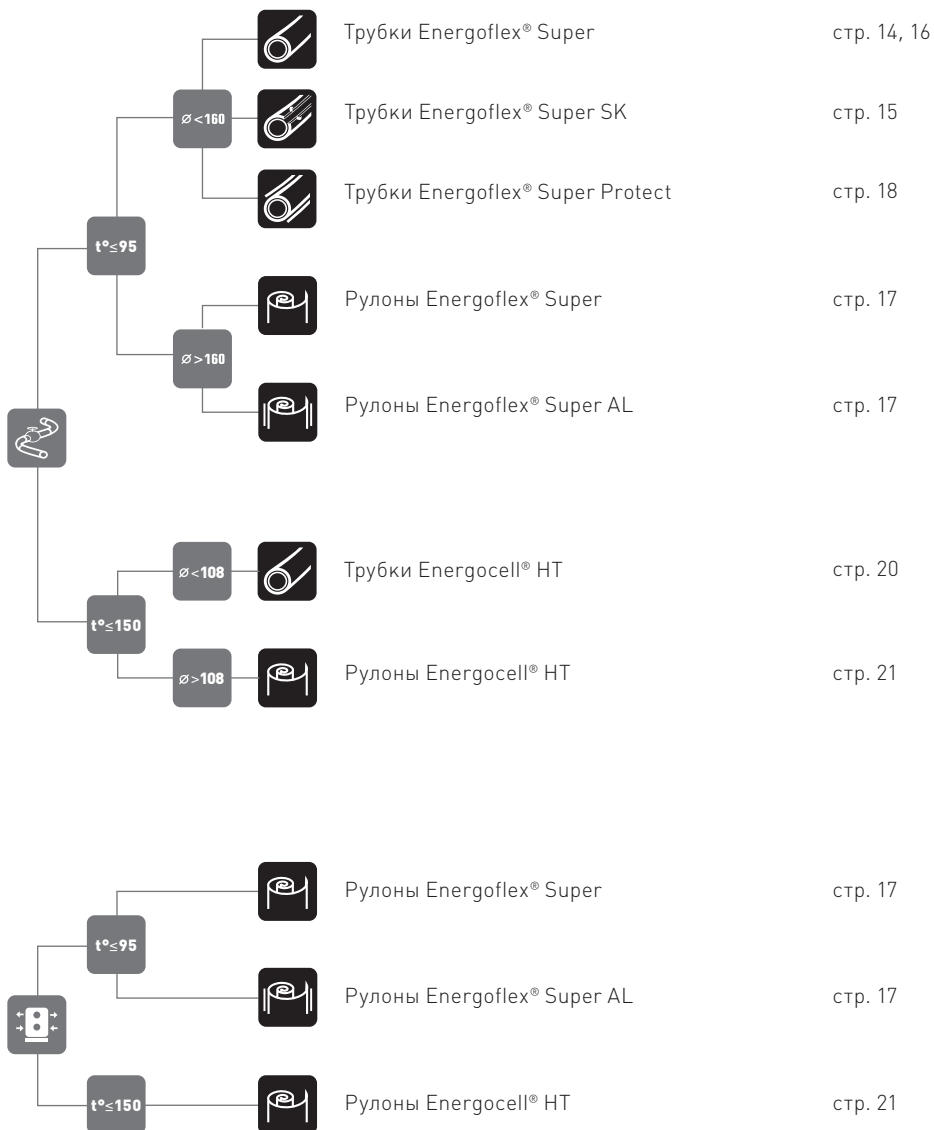 Трубки Energoflex® Super стр. 14, 16
ø<160 Трубки Energoflex® Super SK стр. 15
Трубки Energoflex® Super Protect стр. 18
t°≤95
Рулоны Energoflex® Super стр. 17
ø>160
Рулоны Energoflex® Super AL стр. 17
ø<108 Трубки Energocell® HT стр. 20
t°≤150
ø>108 Рулоны Energocell® HT стр. 21
Рулоны Energoflex® Super стр. 17
t°≤95
Рулоны Energoflex® Super AL стр. 17
t°≤150 Рулоны Energocell® HT стр. 21